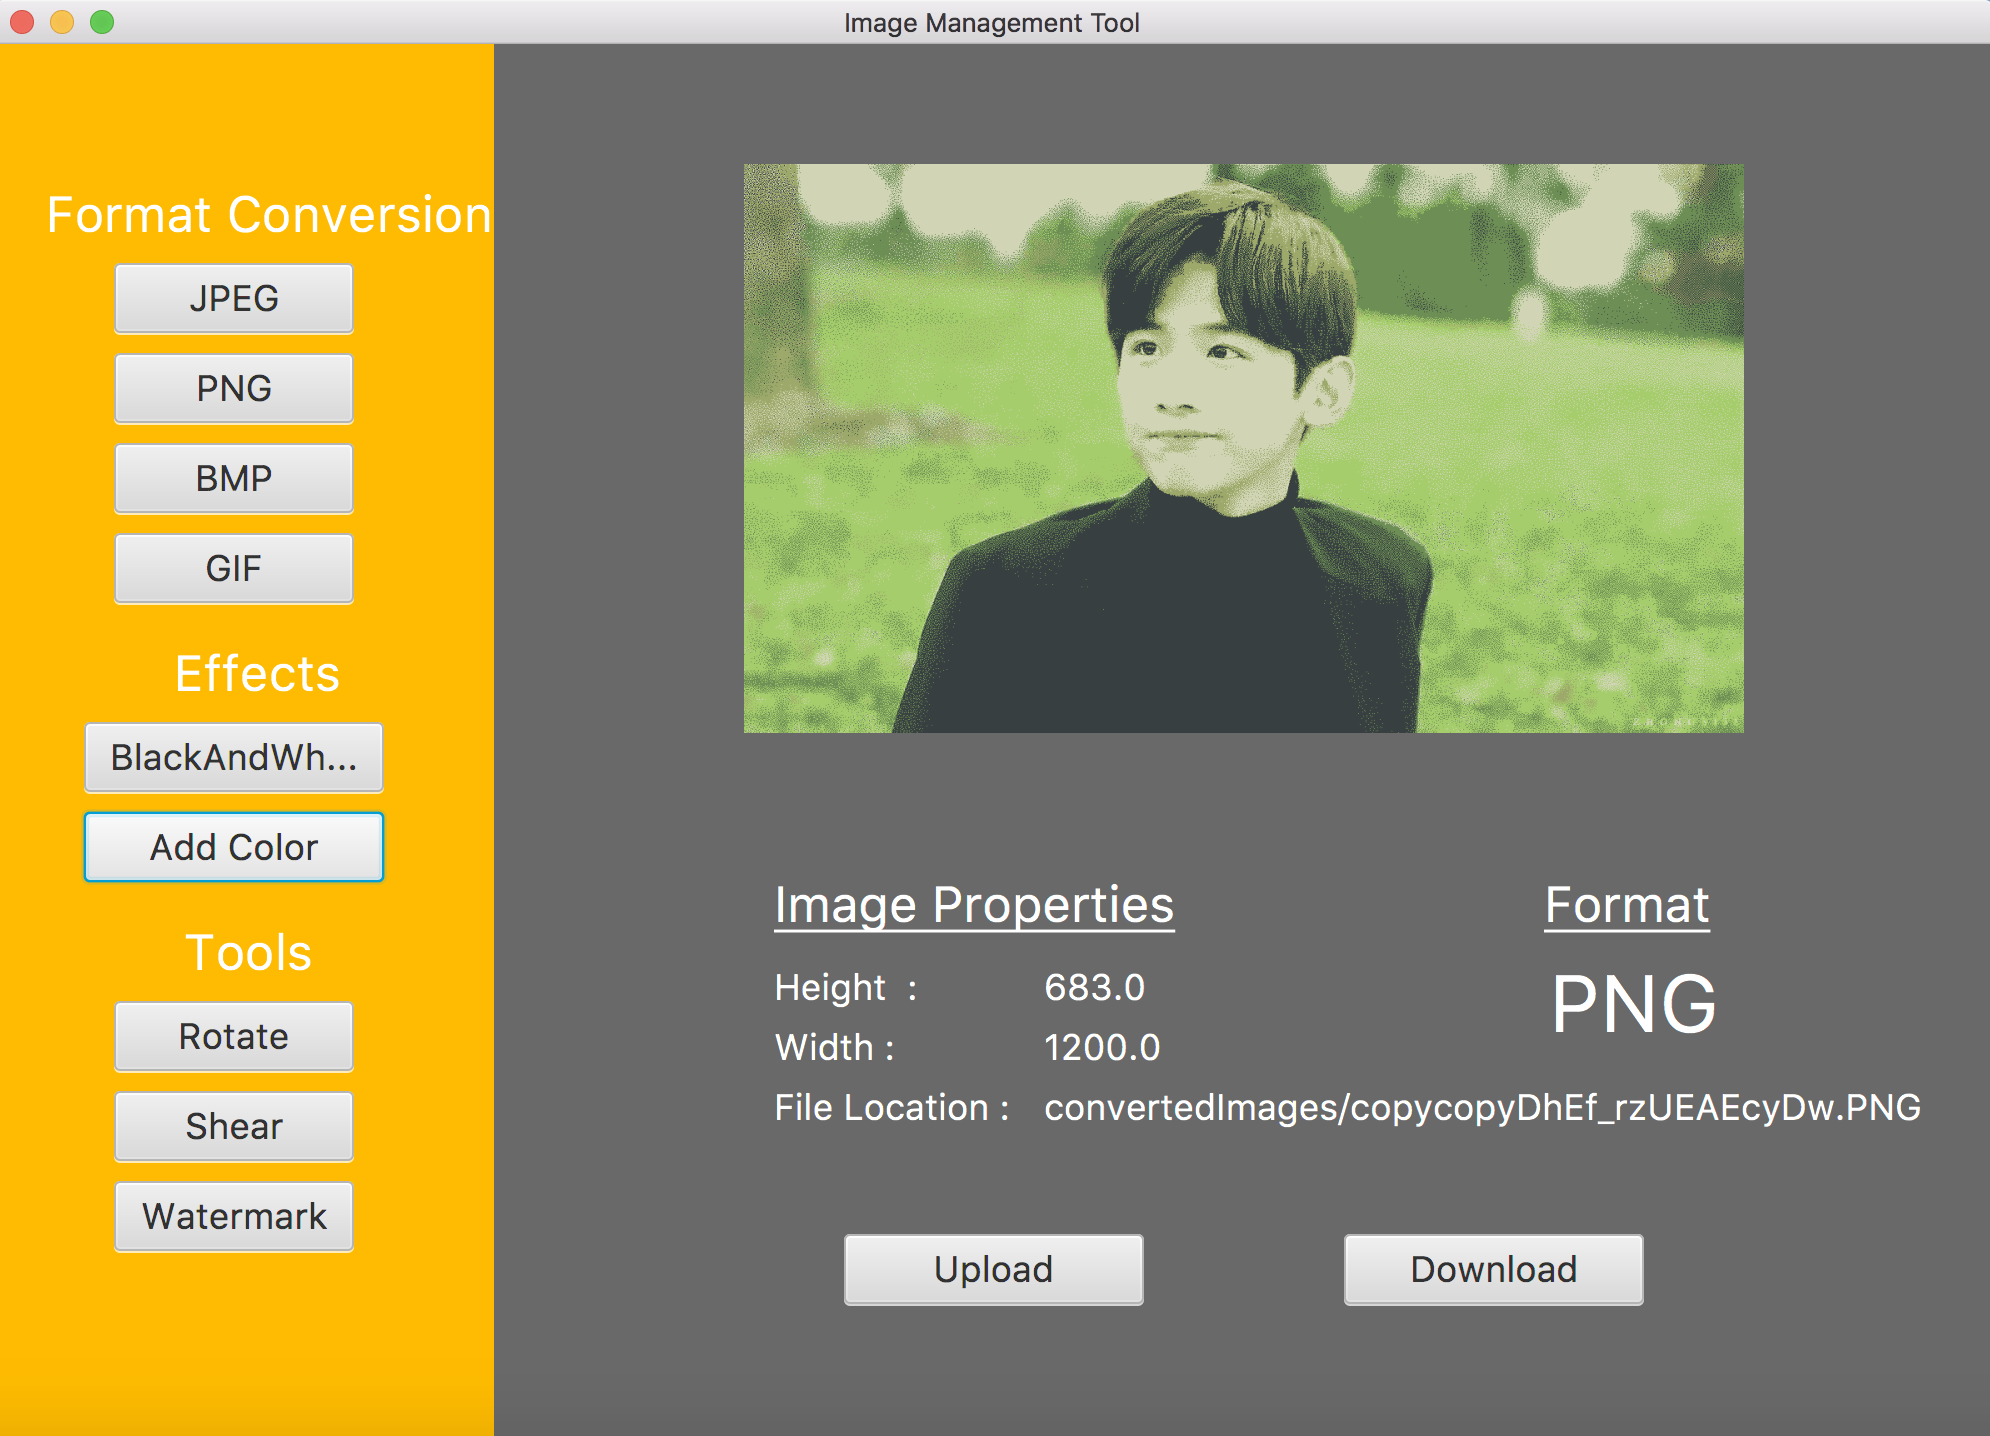 Image Management Tool
Format Conversion
JPEG
PNG
BMP
GIF
Effects
BlackAndWh...
Add Color
Tools
Rotate
Shear
Watermark
Image Properties
Height :
683.0
Width :
1200.0
File Location :
convertedImages/copycopyDhEf_rzUEAEcyDw.PNG
Format
PNG
Upload
Download